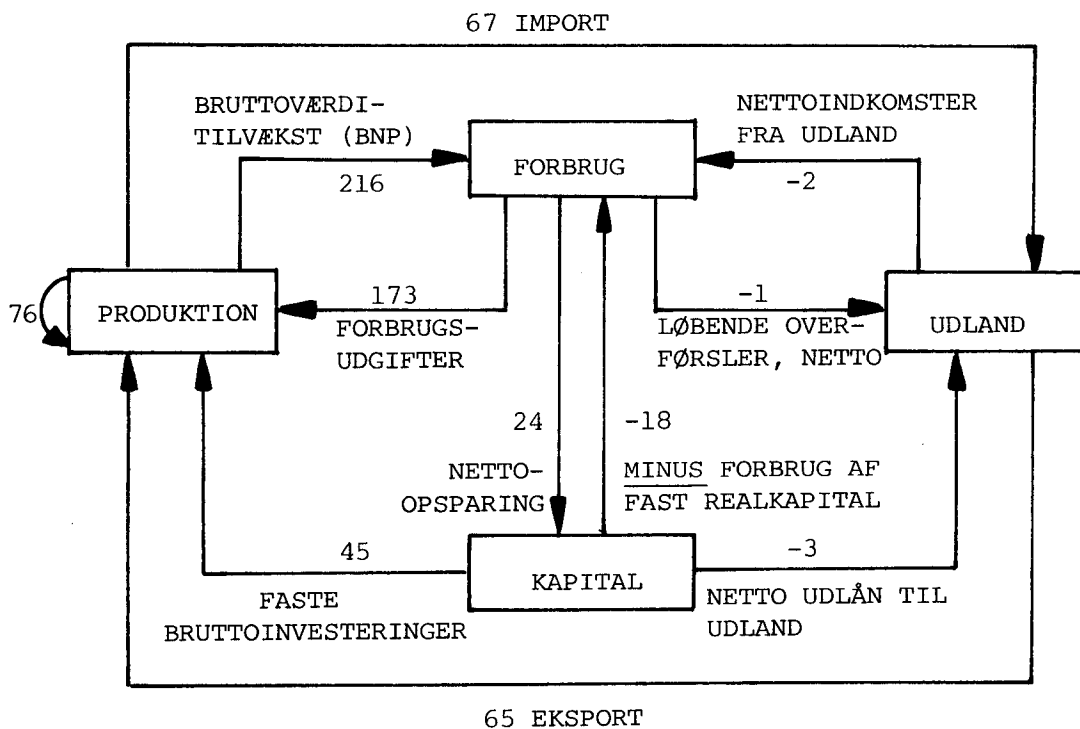 67 IMPORT
BRUTTOVÆRDI-
TILVÆKST (BNP)
216
NETTOINDKOMSTER
FRA UDLAND
-2
FORBRUG
76
PRODUKTION
173
FORBRUGS-
UDGIFTER
-1
LØBENDE OVER-
FØRSLER, NETTO
UDLAND
24
NETTO-
OPSPARING
-18
MINUS FORBRUG AF
FAST REALKAPITAL
45
FASTE
BRUTTOINVESTERINGER
KAPITAL
-3
NETTO UDLÅN TIL
UDLAND
65 EKSPORT